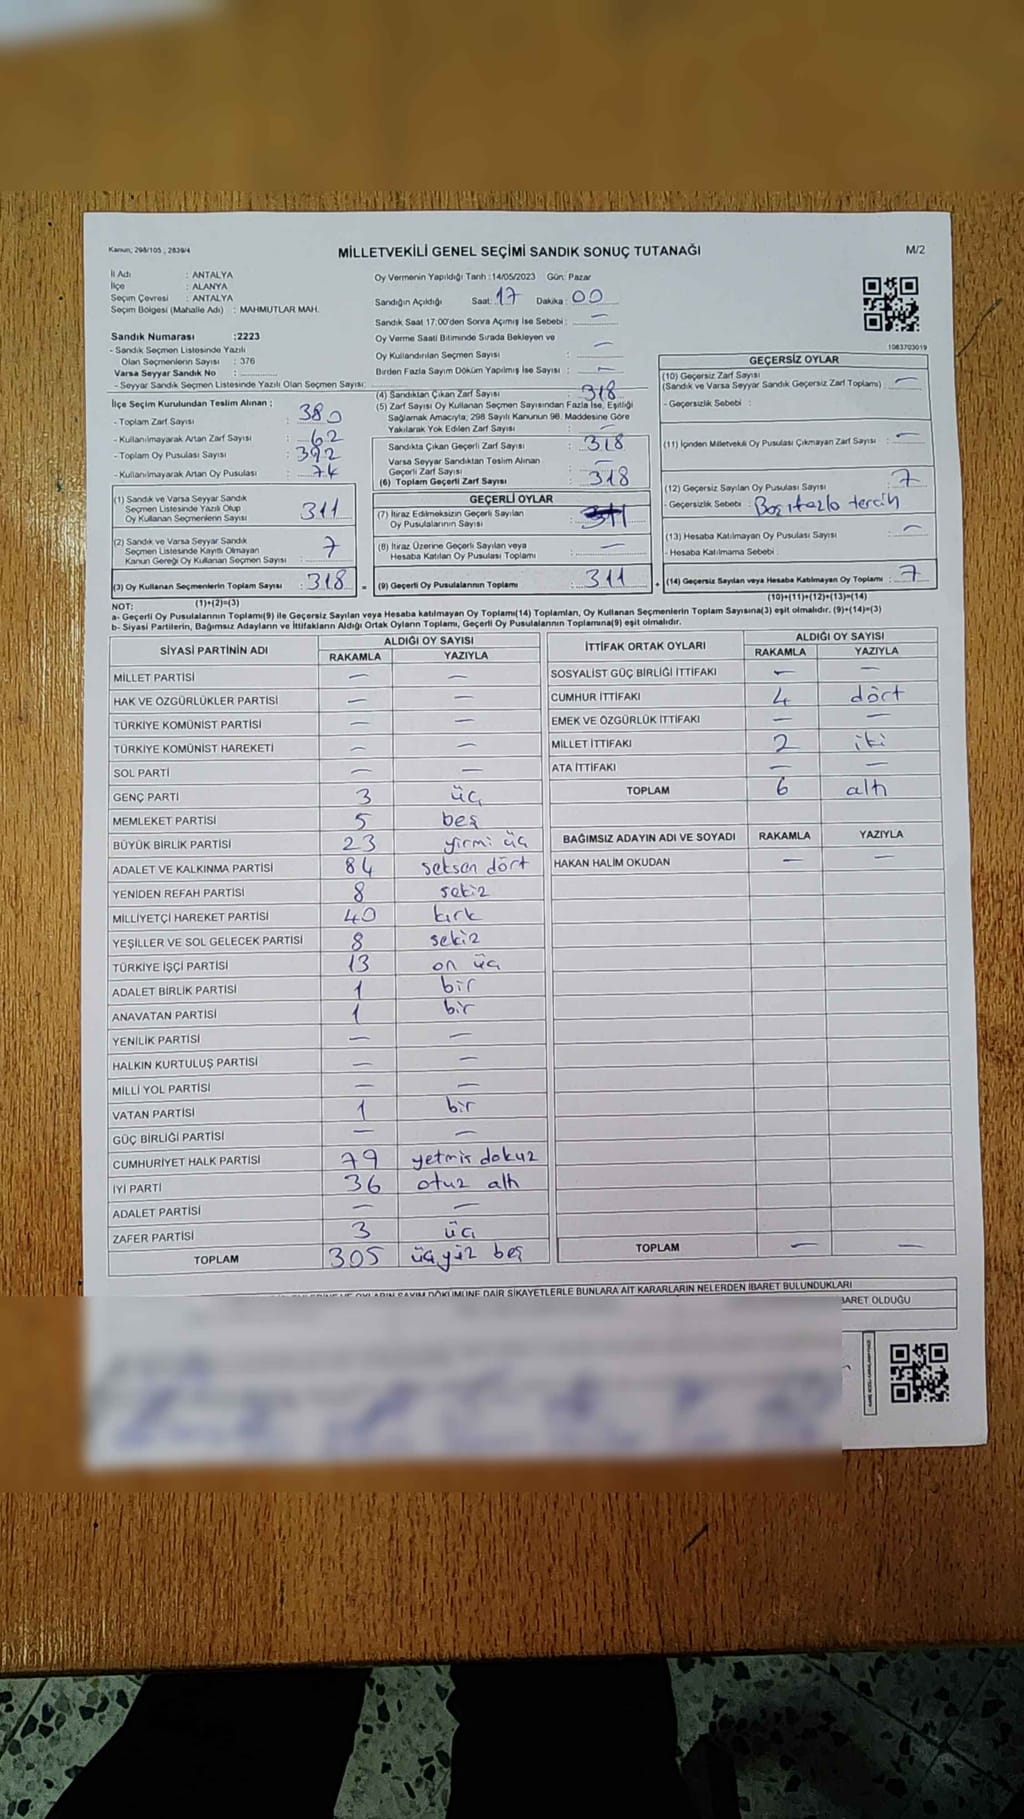 Kanun; 298/105 , 2839/4
MİLLETVEKİLİ GENEL SEÇİMİ SANDIK SONUÇ TUTANAĞI
M/2
İl Adı : ANTALYA
İlçe : ALANYA
Seçim Çevresi : ANTALYA
Seçim Bölgesi (Mahalle Adı) : MAHMUTLAR MAH.
Sandık Numarası :2223
- Sandık Seçmen Listesinde Yazılı
Olan Seçmenlerin Sayısı : 376
Varsa Seyyar Sandık No :
- Seyyar Sandık Seçmen Listesinde Yazılı Olan Seçmen Sayısı:
Oy Vermenin Yapıldığı Tarih :14/05/2023 Gün: Pazar
Sandığın Açıldığı Saat: 17 Dakika : 00
Sandık Saat 17.00'den Sonra Açımış İse Sebebi : —
Oy Verme Saati Bitiminde Sırada Bekleyen ve
Oy Kullandırılan Seçmen Sayısı : —
Birden Fazla Sayım Döküm Yapılmış İse Sayısı : —
1083703019
İlçe Seçim Kurulundan Teslim Alınan ;
- Toplam Zarf Sayısı : 380
- Kullanılmayarak Artan Zarf Sayısı : 62
- Toplam Oy Pusulası Sayısı : 392
- Kullanılmayarak Artan Oy Pusulası : 74
(1) Sandık ve Varsa Seyyar Sandık
Seçmen Listesinde Yazılı Olup
Oy Kullanan Seçmenlerin Sayısı : 311
(2) Sandık ve Varsa Seyyar Sandık
Seçmen Listesinde Kayıtlı Olmayan
Kanun Gereği Oy Kullanan Seçmen Sayısı : 7
(3) Oy Kullanan Seçmenlerin Toplam Sayısı : 318
(1)+(2)=(3)
(4) Sandıktan Çıkan Zarf Sayısı : 318
(5) Zarf Sayısı Oy Kullanan Seçmen Sayısından Fazla İse, Eşitliği
Sağlamak Amacıyla, 298 Sayılı Kanunun 98. Maddesine Göre
Yakılarak Yok Edilen Zarf Sayısı : —
Sandıkta Çıkan Geçerli Zarf Sayısı : 318
Varsa Seyyar Sandıktan Teslim Alınan
Geçerli Zarf Sayısı : —
(6) Toplam Geçerli Zarf Sayısı : 318
GEÇERLİ OYLAR
(7) İtiraz Edilmeksizin Geçerli Sayılan
Oy Pusulalarının Sayısı : 311
(8) İtiraz Üzerine Geçerli Sayılan veya
Hesaba Katılan Oy Pusulası Toplamı : —
= (9) Geçerli Oy Pusulalarının Toplamı : 311
GEÇERSİZ OYLAR
(10) Geçersiz Zarf Sayısı
(Sandık ve Varsa Seyyar Sandık Geçersiz Zarf Toplamı) : —
- Geçersizlik Sebebi :
(11) İçinden Milletvekili Oy Pusulası Çıkmayan Zarf Sayısı : —
(12) Geçersiz Sayılan Oy Pusulası Sayısı : 7
- Geçersizlik Sebebi :
(13) Hesaba Katılmayan Oy Pusulası Sayısı : —
- Hesaba Katılmama Sebebi :
+ (14) Geçersiz Sayılan veya Hesaba Katılmayan Oy Toplamı : 7
(10)+(11)+(12)+(13)=(14)
NOT:
a- Geçerli Oy Pusulalarının Toplamı(9) ile Geçersiz Sayılan veya Hesaba katılmayan Oy Toplamı(14) Toplamları, Oy Kullanan Seçmenlerin Toplam Sayısına(3) eşit olmalıdır. (9)+(14)=(3)
b- Siyasi Partilerin, Bağımsız Adayların ve İttifakların Aldığı Ortak Oyların Toplamı, Geçerli Oy Pusulalarının Toplamına(9) eşit olmalıdır.
SİYASİ PARTİNİN ADI ALDIĞI OY SAYISI
RAKAMLA YAZIYLA
MİLLET PARTİSİ — —
HAK VE ÖZGÜRLÜKLER PARTİSİ — —
TÜRKİYE KOMÜNİST PARTİSİ — —
TÜRKİYE KOMÜNİST HAREKETİ — —
SOL PARTİ — —
GENÇ PARTİ 3 üç
MEMLEKET PARTİSİ 5 beş
BÜYÜK BİRLİK PARTİSİ 23 yirmi üç
ADALET VE KALKINMA PARTİSİ 84 seksen dört
YENİDEN REFAH PARTİSİ 8 sekiz
MİLLİYETÇİ HAREKET PARTİSİ 40 kırk
YEŞİLLER VE SOL GELECEK PARTİSİ 8 sekiz
TÜRKİYE İŞÇİ PARTİSİ 13 on üç
ADALET BİRLİK PARTİSİ 1 bir
ANAVATAN PARTİSİ 1 bir
YENİLİK PARTİSİ — —
HALKIN KURTULUŞ PARTİSİ — —
MİLLİ YOL PARTİSİ — —
VATAN PARTİSİ 1 bir
GÜÇ BİRLİĞİ PARTİSİ — —
CUMHURİYET HALK PARTİSİ 79 yetmiş dokuz
İYİ PARTİ 36 otuz altı
ADALET PARTİSİ — —
ZAFER PARTİSİ 3 üç
TOPLAM 305 üçyüz beş
İTTİFAK ORTAK OYLARI ALDIĞI OY SAYISI
RAKAMLA YAZIYLA
SOSYALİST GÜÇ BİRLİĞİ İTTİFAKI — —
CUMHUR İTTİFAKI 4 dört
EMEK VE ÖZGÜRLÜK İTTİFAKI — —
MİLLET İTTİFAKI 2 iki
ATA İTTİFAKI — —
TOPLAM 6 altı
BAĞIMSIZ ADAYIN ADI VE SOYADI RAKAMLA YAZIYLA
HAKAN HALİM OKUDAN — —
TOPLAM — —
OYLARIN SAYIM DÖKÜMÜNE DAİR ŞİKAYETLERLE BUNLARA AİT KARARLARIN NELERDEN İBARET BULUNDUKLARI
BARET OLDUĞU